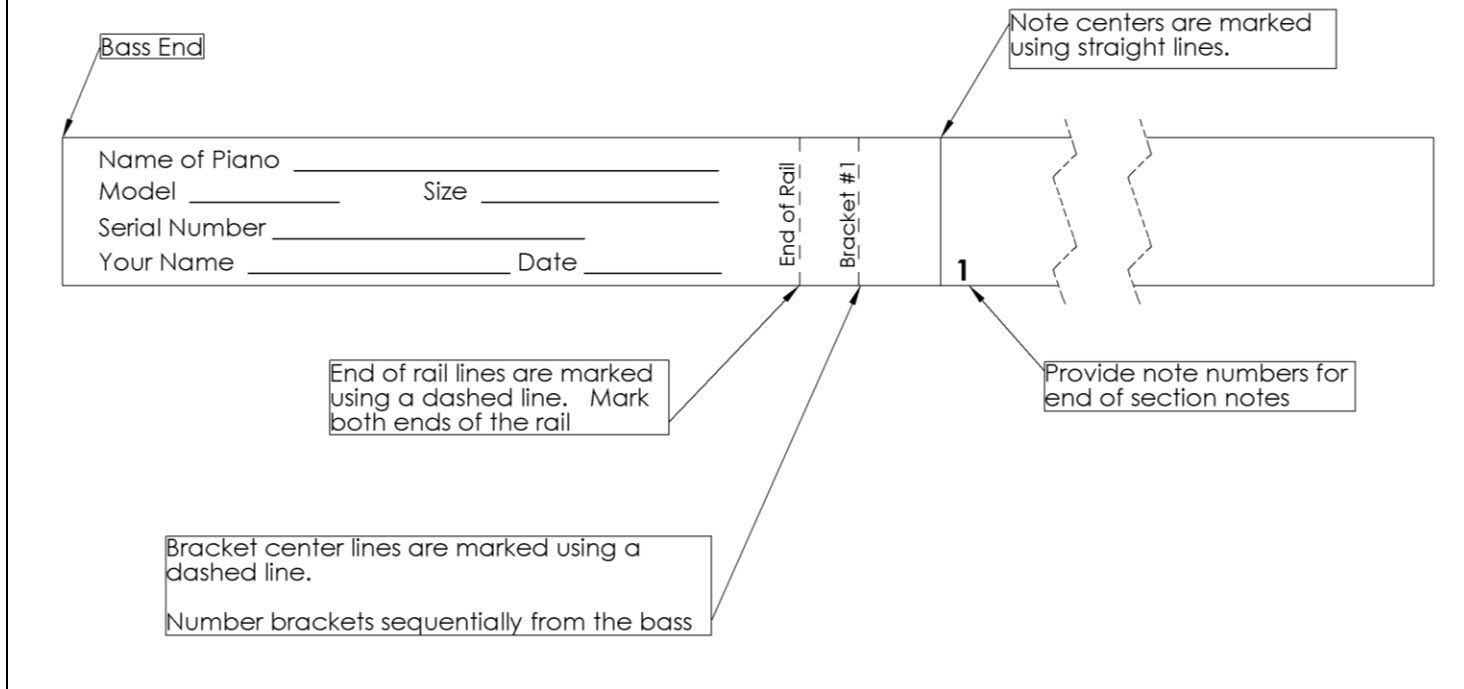 Bass End
Note centers are marked
using straight lines.
Name of Piano
Model Size
Serial Number
Your Name Date
End of Rail
Bracket #1
1
End of rail lines are marked
using a dashed line. Mark
both ends of the rail
Provide note numbers for
end of section notes
Bracket center lines are marked using a
dashed line.
Number brackets sequentially from the bass